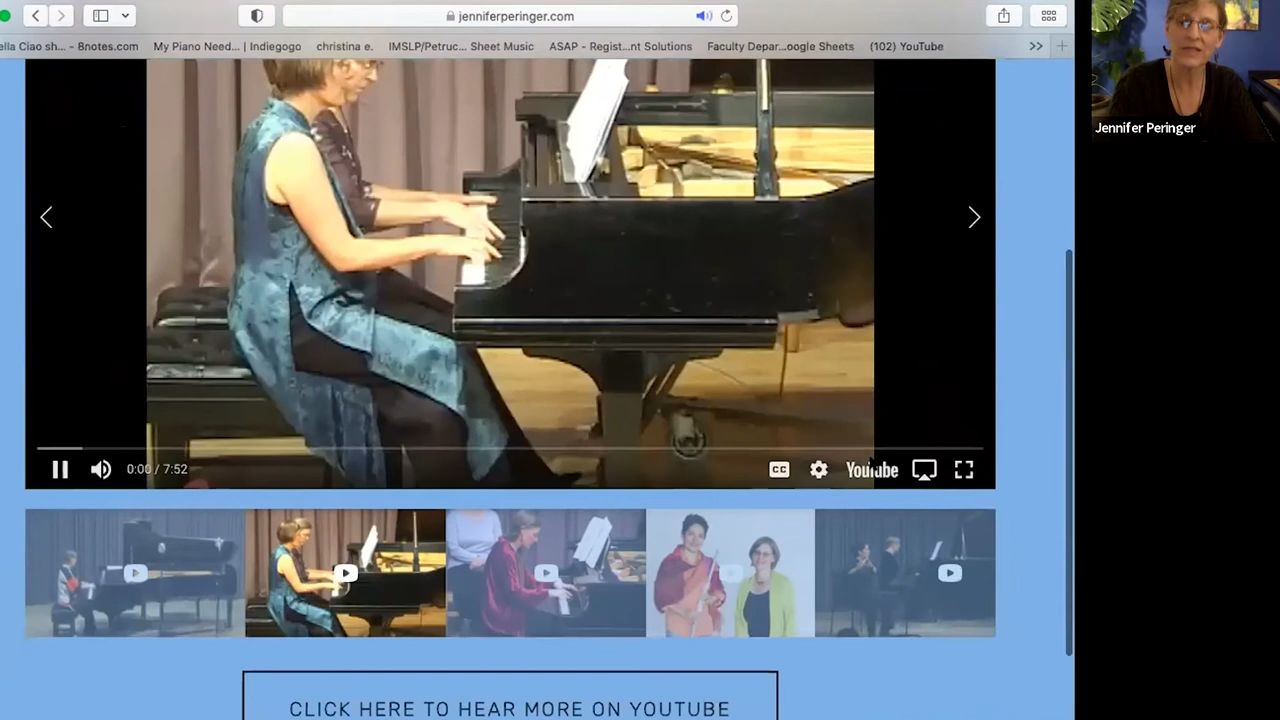 jenniferperinger.com
ella Ciao sh... - 8notes.com My Piano Need... | Indiegogo christina e. IMSLP/Petruc... Sheet Music ASAP - Regist...nt Solutions Faculty Depar...oogle Sheets (102) YouTube
Jennifer Peringer
0:00 / 7:52 CC YouTube
CLICK HERE TO HEAR MORE ON YOUTUBE